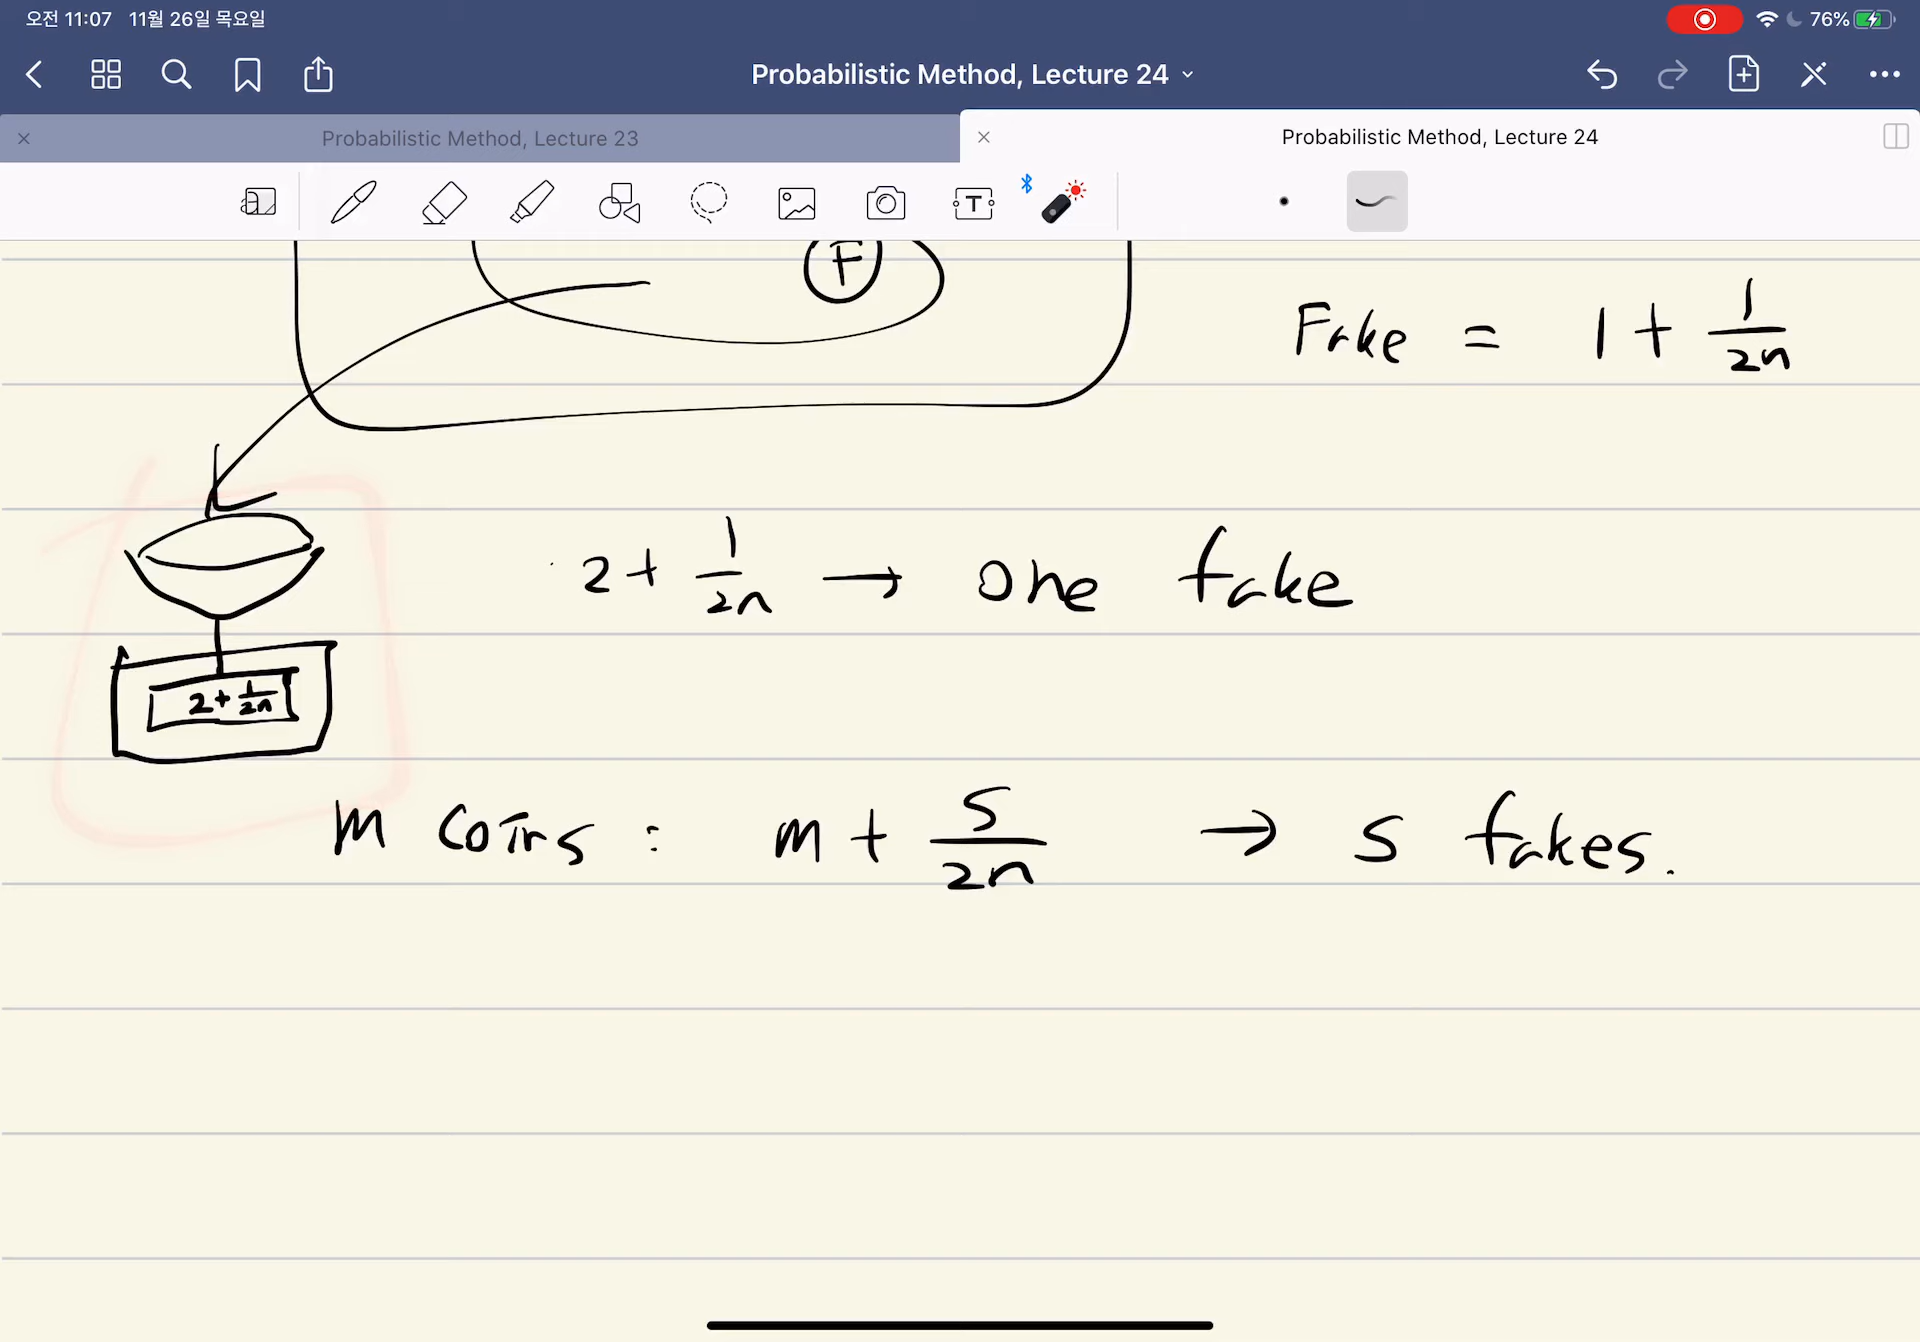 오전 11:07 11월 26일 목요일 76%
Probabilistic Method, Lecture 24
Probabilistic Method, Lecture 23
Probabilistic Method, Lecture 24
a T
F
Fake = 1 + 1/2n
2 + 1/2n → one fake
2 + 1/2n
m coins : m + s/2n → s fakes.